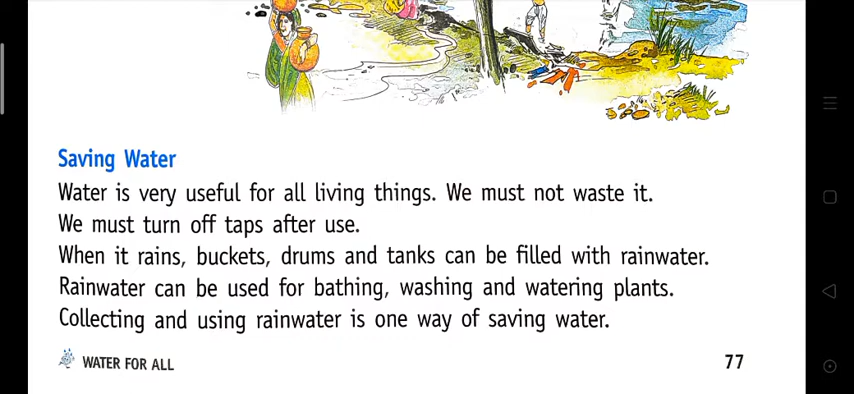 Saving Water
Water is very useful for all living things. We must not waste it.
We must turn off taps after use.
When it rains, buckets, drums and tanks can be filled with rainwater.
Rainwater can be used for bathing, washing and watering plants.
Collecting and using rainwater is one way of saving water.
WATER FOR ALL
77